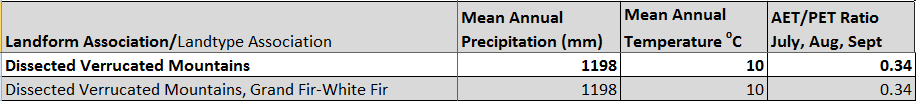 Landform Association/Landtype Association Mean Annual Precipitation (mm) Mean Annual Temperature °C AET/PET Ratio July, Aug, Sept
Dissected Verrucated Mountains 1198 10 0.34
Dissected Verrucated Mountains, Grand Fir-White Fir 1198 10 0.34